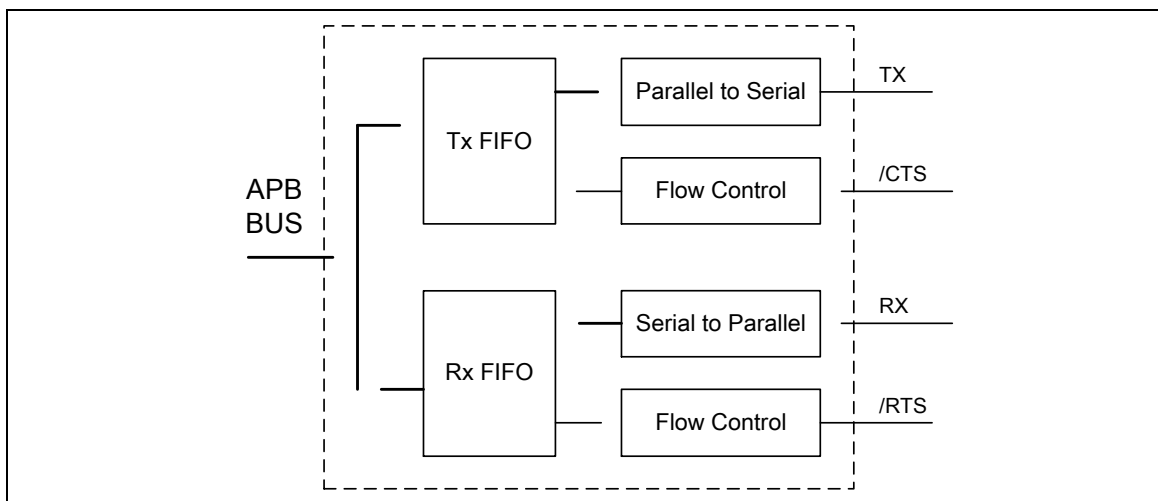 APB
BUS
Tx FIFO
Parallel to Serial
TX
Flow Control
/CTS
Rx FIFO
Serial to Parallel
RX
Flow Control
/RTS